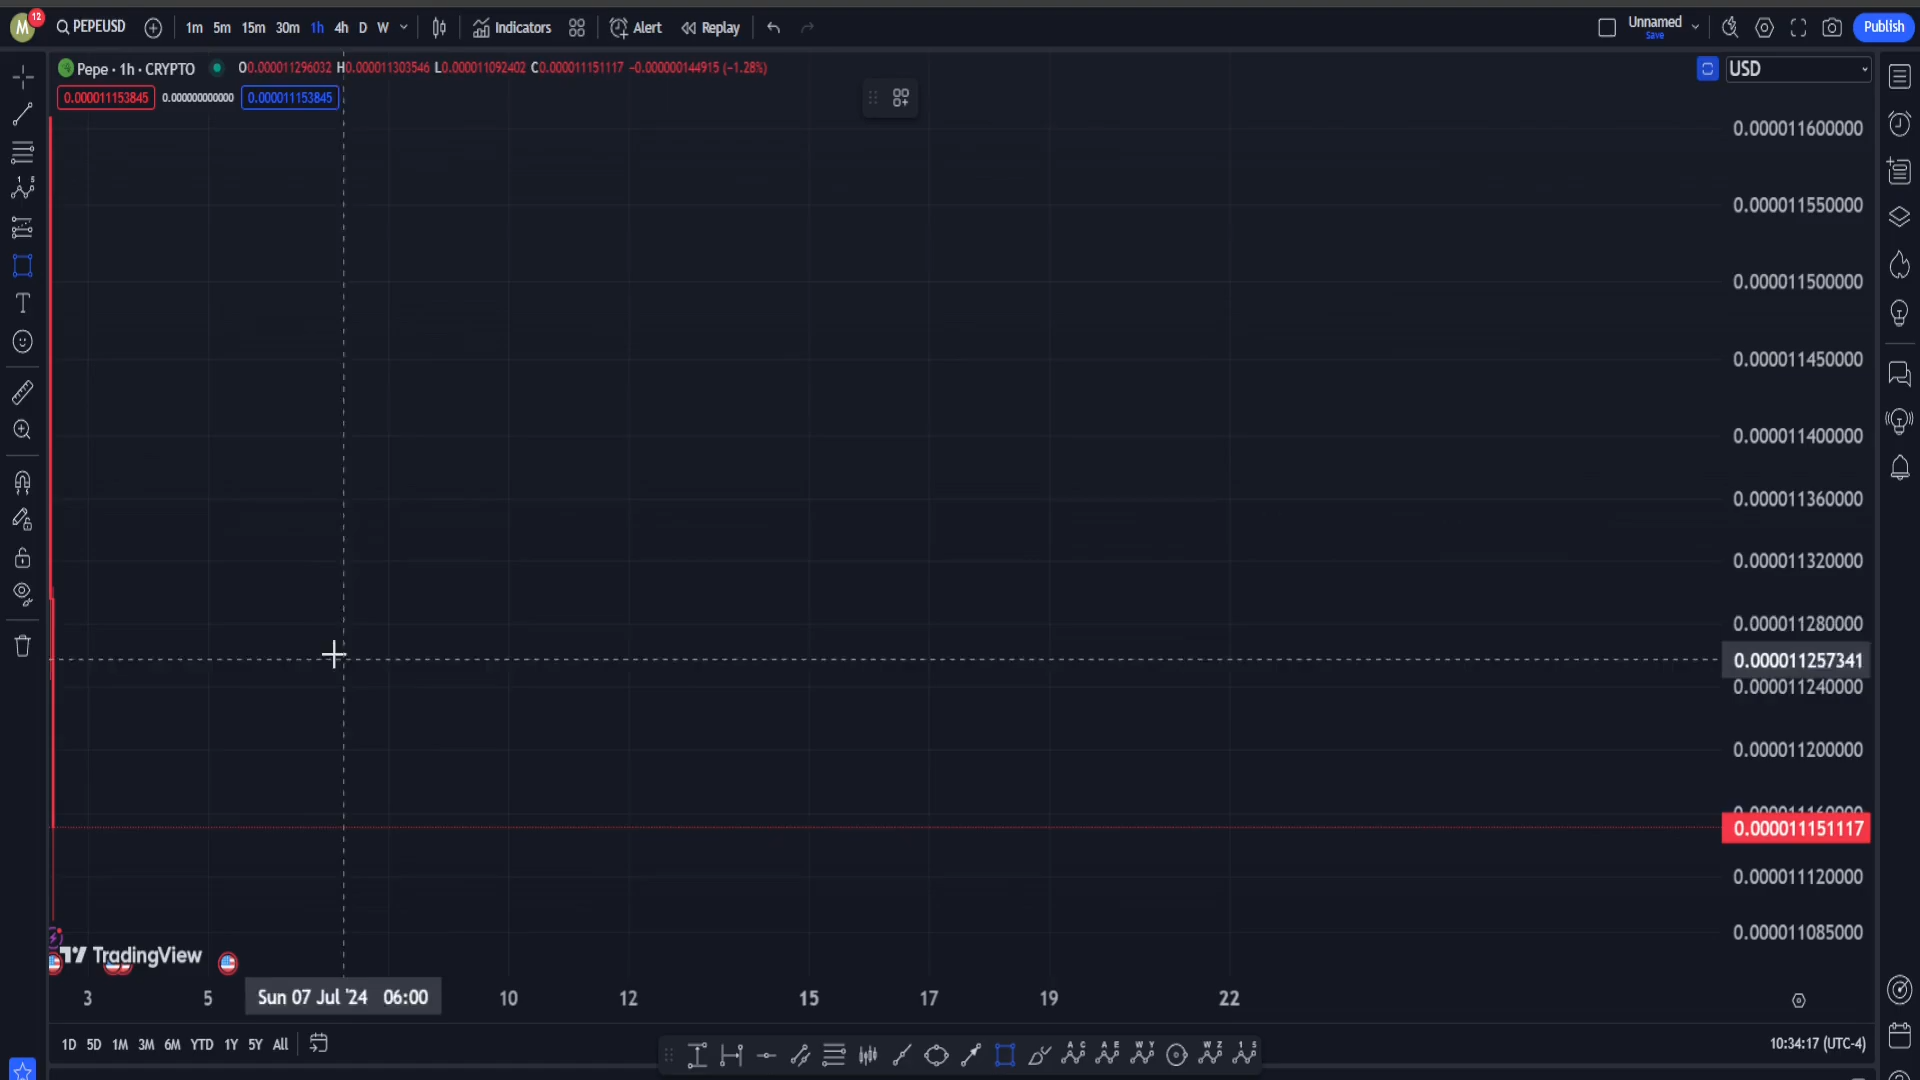 M 12 PEPEUSD 1m 5m 15m 30m 1h 4h D W Indicators Alert Replay Unnamed Save Publish
Pepe · 1h · CRYPTO O0.000011296032 H0.000011303546 L0.000011092402 C0.000011151117 −0.000000144915 (−1.28%) USD
0.000011153845 0.000000000000 0.000011153845
0.000011600000
0.000011550000
0.000011500000
0.000011450000
0.000011400000
0.000011360000
0.000011320000
0.000011280000
0.000011257341
0.000011240000
0.000011200000
0.000011160000
0.000011151117
0.000011120000
0.000011085000
TradingView
3 5 Sun 07 Jul '24 06:00 10 12 15 17 19 22
1D 5D 1M 3M 6M YTD 1Y 5Y All 10:34:17 (UTC-4)